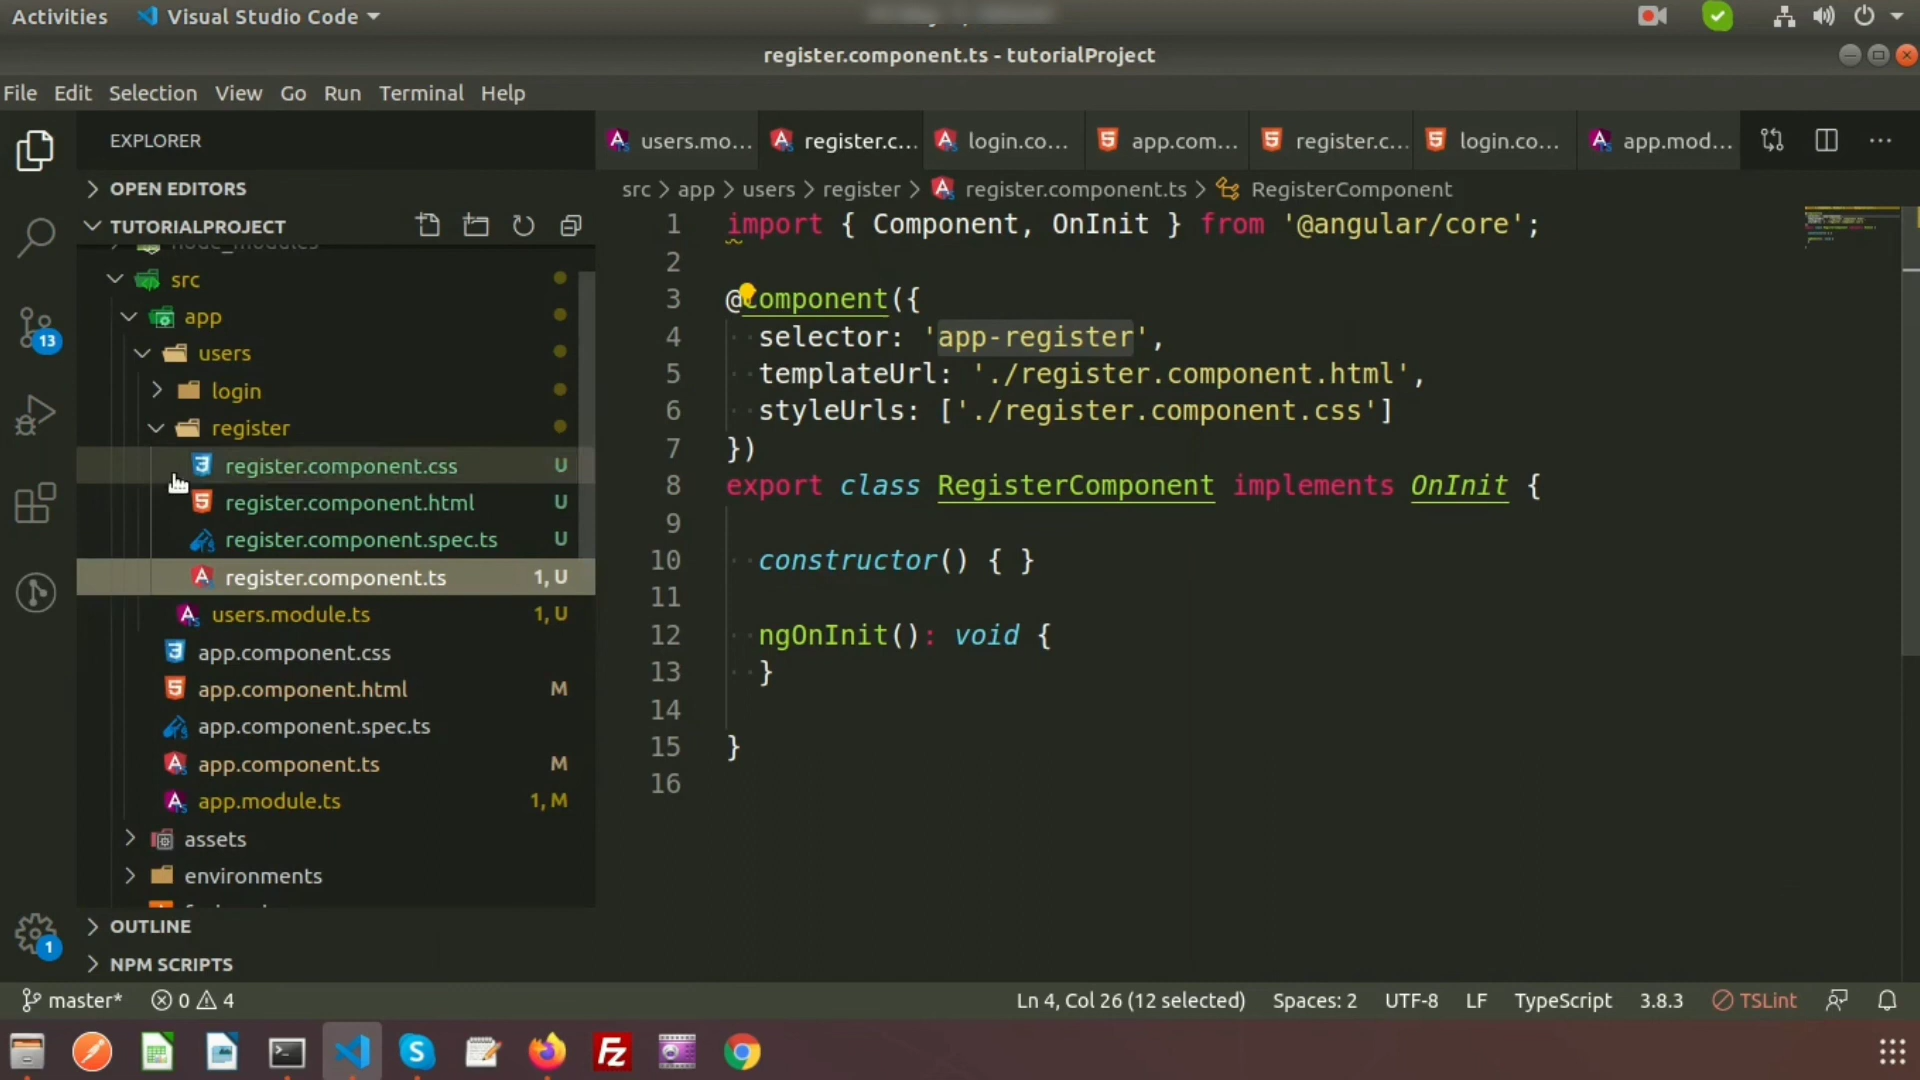 Activities Visual Studio Code
register.component.ts - tutorialProject
File Edit Selection View Go Run Terminal Help
EXPLORER
OPEN EDITORS
TUTORIALPROJECT
node_modules
src
app
users
login
register
register.component.css U
register.component.html U
register.component.spec.ts U
register.component.ts 1, U
users.module.ts 1, U
app.component.css
app.component.html M
app.component.spec.ts
app.component.ts M
app.module.ts 1, M
assets
environments
OUTLINE
NPM SCRIPTS
13
1
users.mo... register.c... login.co... app.com... register.c... login.co... app.mod...
src > app > users > register > register.component.ts > RegisterComponent
1 import { Component, OnInit } from '@angular/core';
2
3 @Component({
4 selector: 'app-register',
5 templateUrl: './register.component.html',
6 styleUrls: ['./register.component.css']
7 })
8 export class RegisterComponent implements OnInit {
9
10 constructor() { }
11
12 ngOnInit(): void {
13 }
14
15 }
16
master* 0 4 Ln 4, Col 26 (12 selected) Spaces: 2 UTF-8 LF TypeScript 3.8.3 TSLint